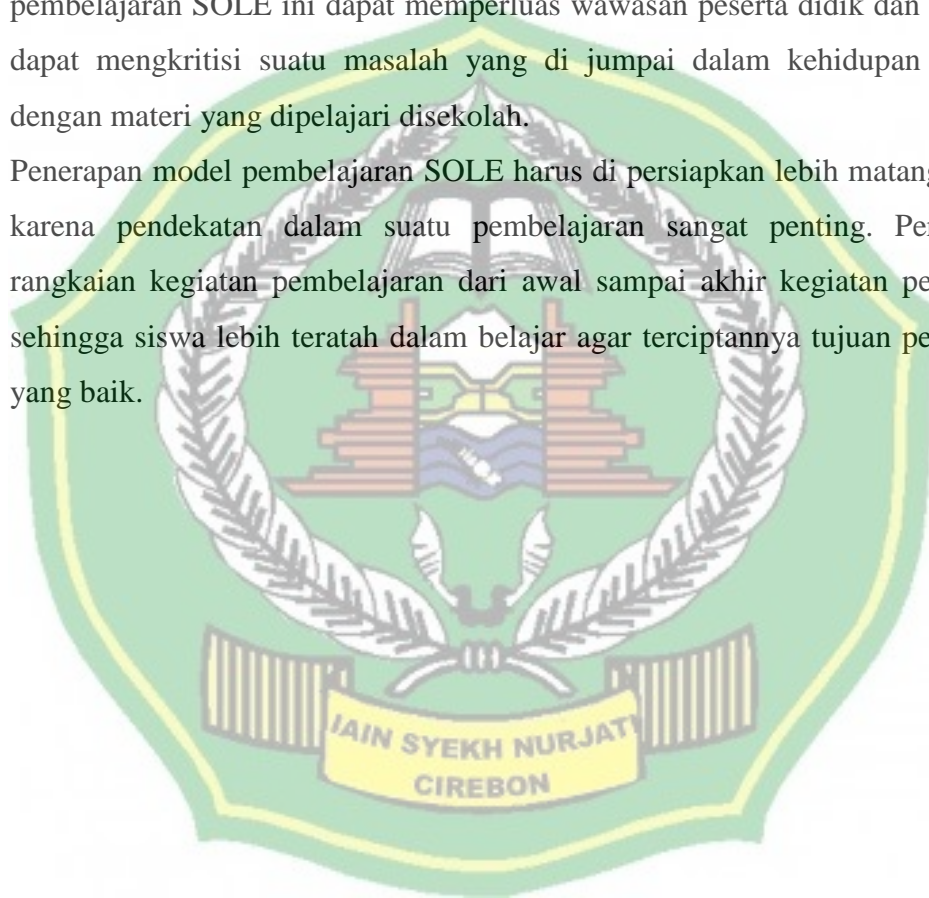 pembelajaran SOLE ini dapat memperluas wawasan peserta didik dan
dapat mengkritisi suatu masalah yang di jumpai dalam kehidupan
dengan materi yang dipelajari disekolah.
Penerapan model pembelajaran SOLE harus di persiapkan lebih matang
karena pendekatan dalam suatu pembelajaran sangat penting. Per
rangkaian kegiatan pembelajaran dari awal sampai akhir kegiatan pe
sehingga siswa lebih teratah dalam belajar agar terciptannya tujuan pe
yang baik.
IAIN SYEKH NURJATI
CIREBON